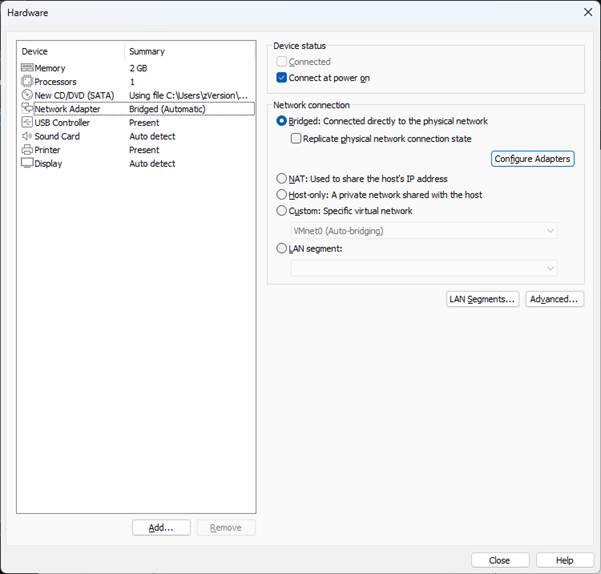 Hardware
Device Summary
Memory 2 GB
Processors 1
New CD/DVD (SATA) Using file C:\Users\zVersion\...
Network Adapter Bridged (Automatic)
USB Controller Present
Sound Card Auto detect
Printer Present
Display Auto detect
Add... Remove
Device status
Connected
Connect at power on
Network connection
Bridged: Connected directly to the physical network
Replicate physical network connection state
Configure Adapters
NAT: Used to share the host's IP address
Host-only: A private network shared with the host
Custom: Specific virtual network
VMnet0 (Auto-bridging)
LAN segment:
LAN Segments... Advanced...
Close Help